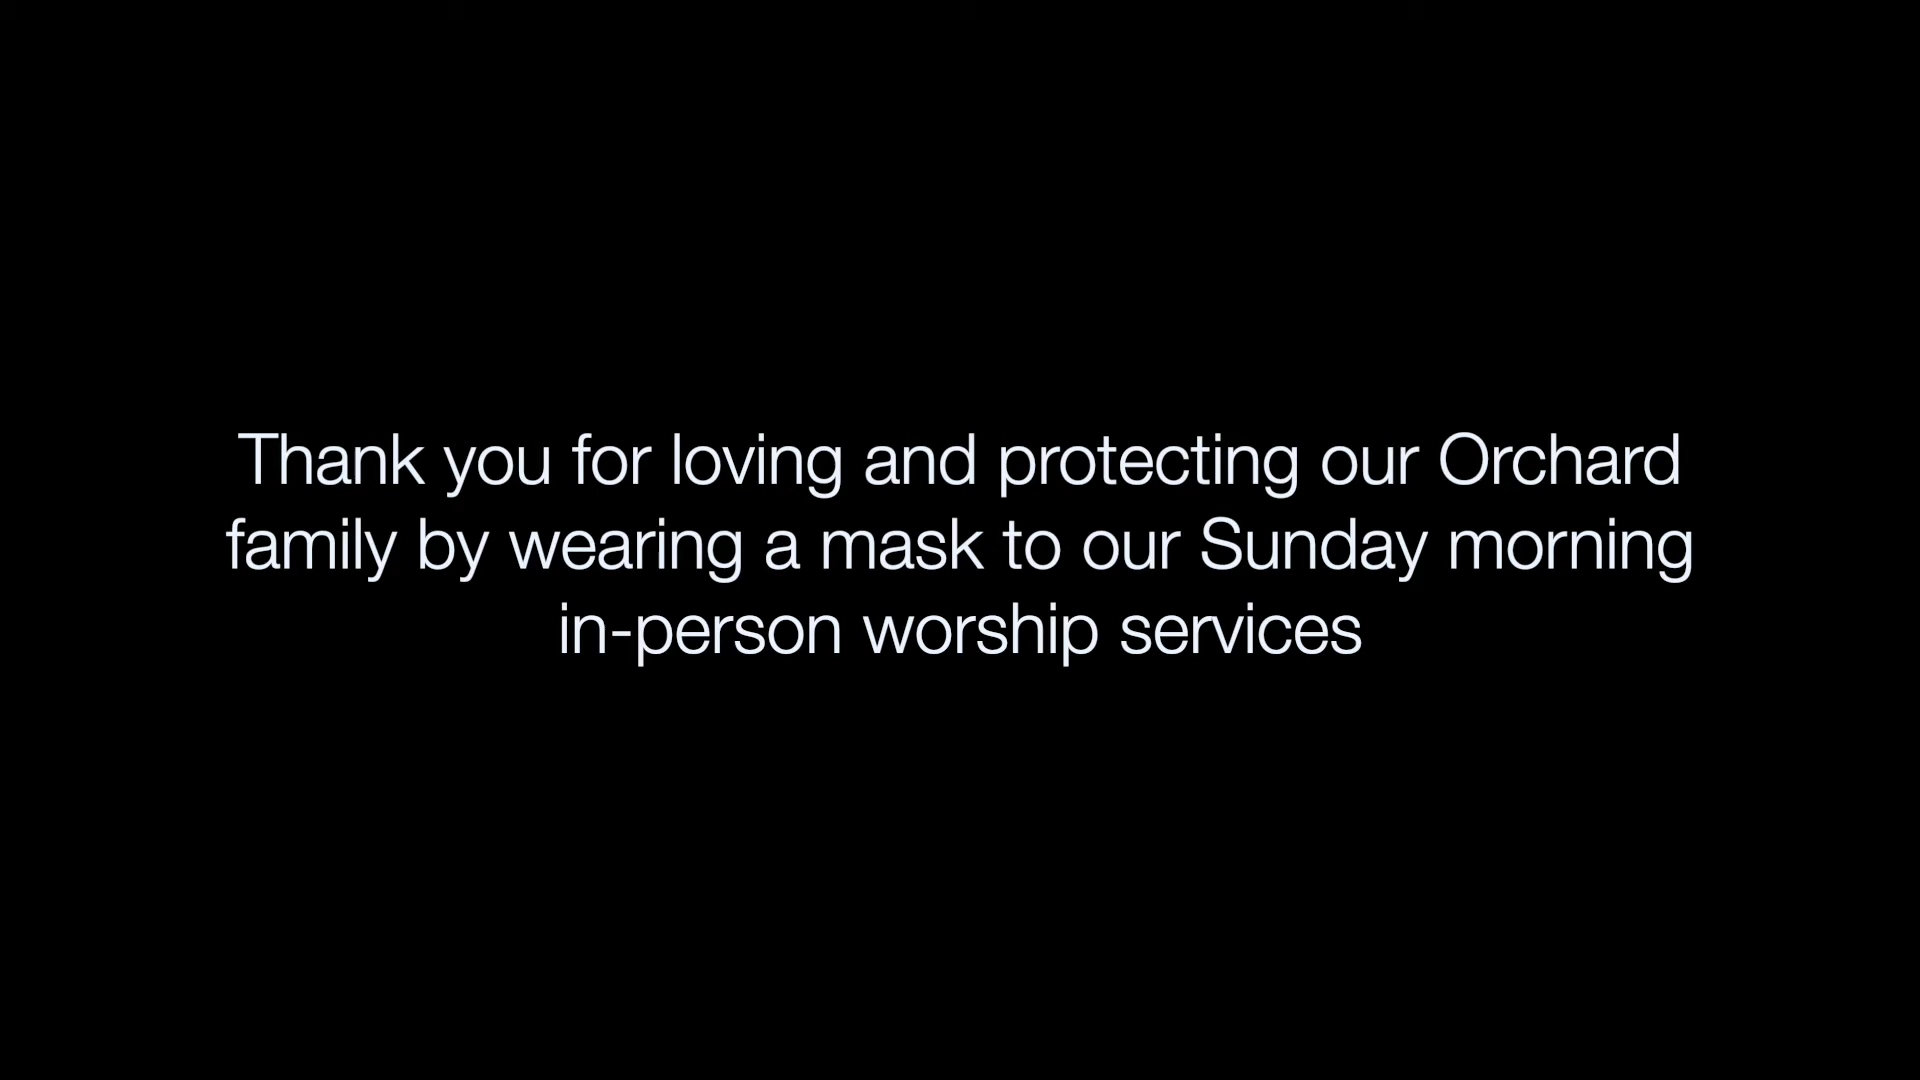 Thank you for loving and protecting our Orchard
family by wearing a mask to our Sunday morning
in-person worship services